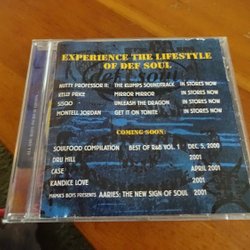 EXPERIENCE THE LIFESTYLE
OF DEF SOUL
NUTTY PROFESSOR II: THE KLUMPS SOUNDTRACK IN STORES NOW
KELLY PRICE MIRROR MIRROR IN STORES NOW
SISQO UNLEASH THE DRAGON IN STORES NOW
MONTELL JORDAN GET IT ON TONITE IN STORES NOW
COMING SOON:
SOULFOOD COMPILATION BEST OF R&B VOL. 1 DEC. 5, 2000
DRU HILL 2001
CASE APRIL 2001
KANDICE LOVE 2001
MANAS BOYS PRESENTS AARIES: THE NEW SIGN OF SOUL 2001